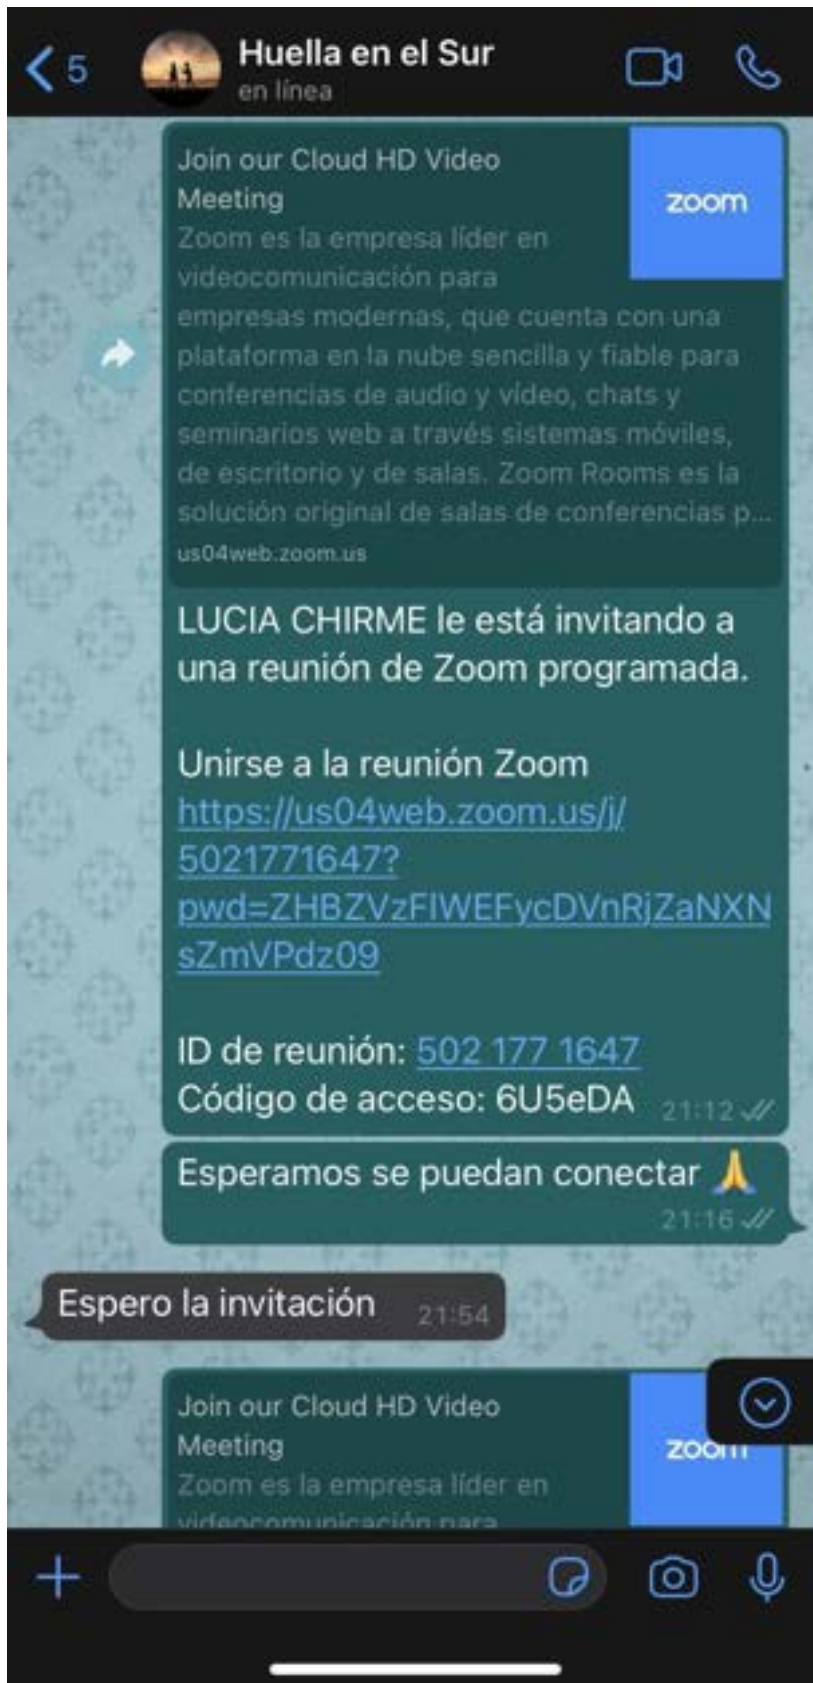 5
Huella en el Sur
en línea
Join our Cloud HD Video
Meeting
zoom
Zoom es la empresa líder en
videocomunicación para
empresas modernas, que cuenta con una
plataforma en la nube sencilla y fiable para
conferencias de audio y vídeo, chats y
seminarios web a través sistemas móviles,
de escritorio y de salas. Zoom Rooms es la
solución original de salas de conferencias p...
us04web.zoom.us
LUCIA CHIRME le está invitando a
una reunión de Zoom programada.
Unirse a la reunión Zoom
https://us04web.zoom.us/j/
5021771647?
pwd=ZHBZVzFIWEFycDVnRjZaNXN
sZmVPdz09
ID de reunión: 502 177 1647
Código de acceso: 6U5eDA 21:12
Esperamos se puedan conectar 🙏
21:16
Espero la invitación 21:54
Join our Cloud HD Video
Meeting
zoom
Zoom es la empresa líder en
videocomunicación para